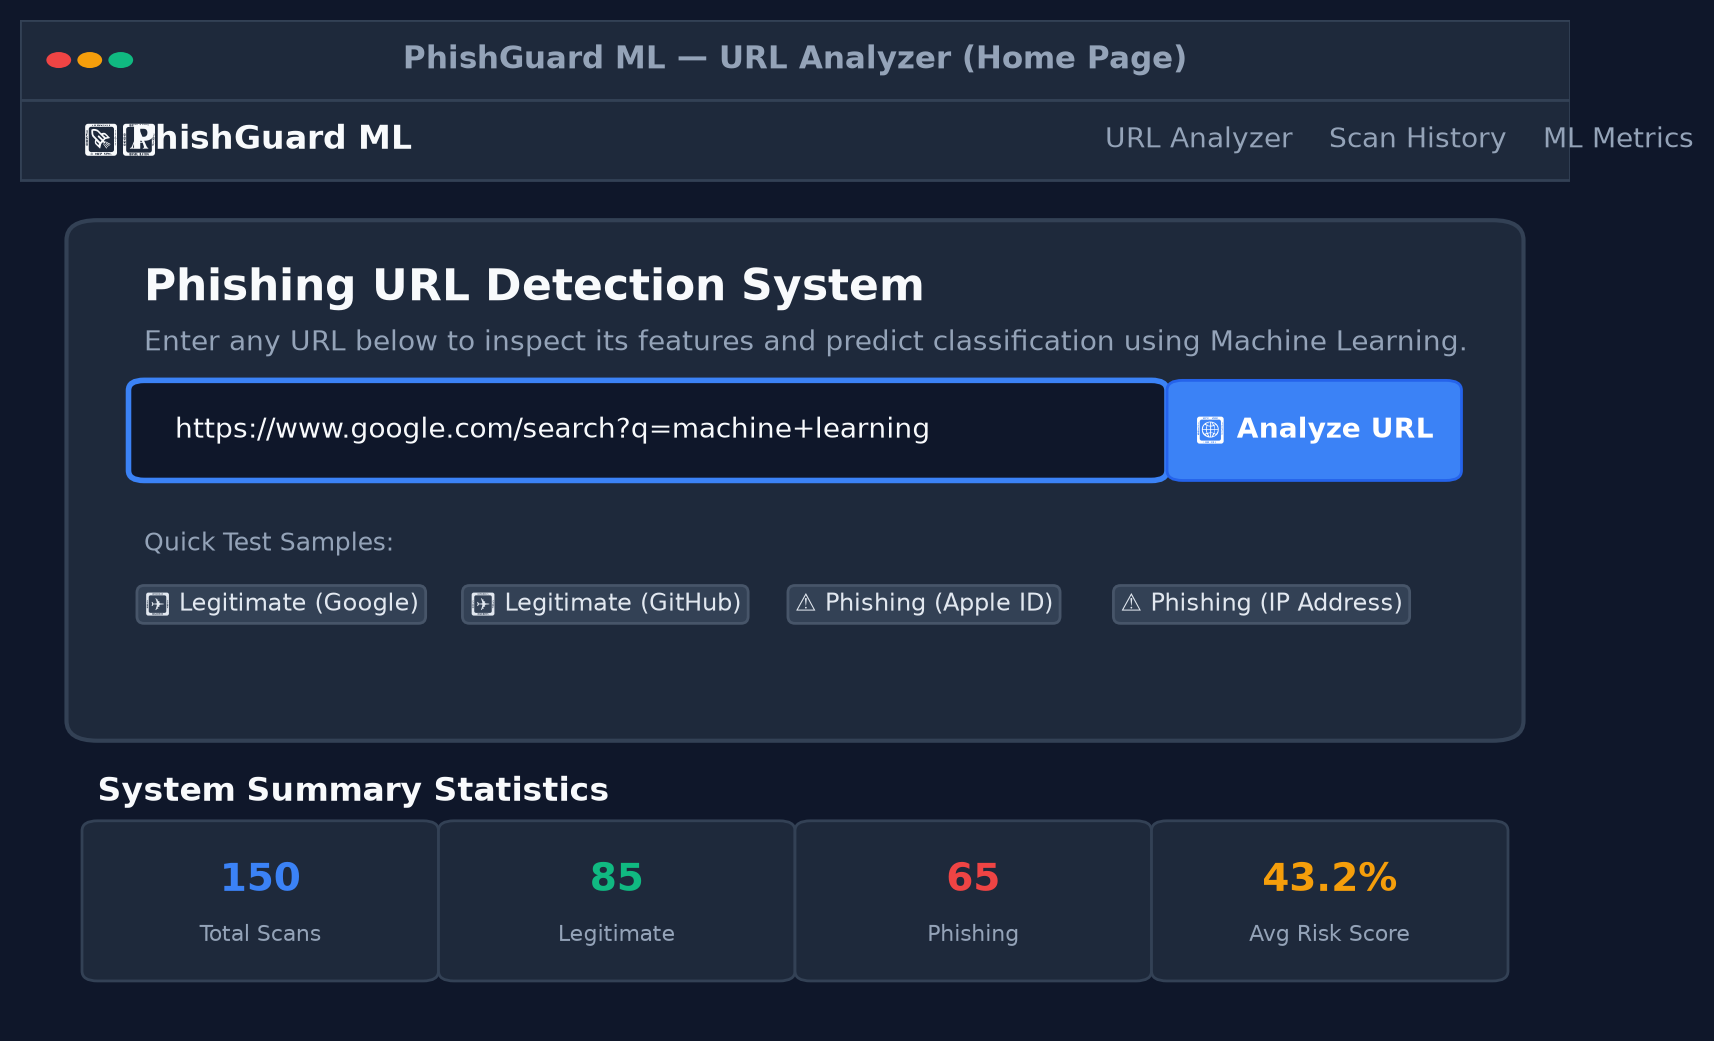 PhishGuard ML — URL Analyzer (Home Page)
PhishGuard ML
URL Analyzer Scan History ML Metrics
Phishing URL Detection System
Enter any URL below to inspect its features and predict classification using Machine Learning.
https://www.google.com/search?q=machine+learning
Analyze URL
Quick Test Samples:
Legitimate (Google)
Legitimate (GitHub)
⚠ Phishing (Apple ID)
⚠ Phishing (IP Address)
System Summary Statistics
150
Total Scans
85
Legitimate
65
Phishing
43.2%
Avg Risk Score